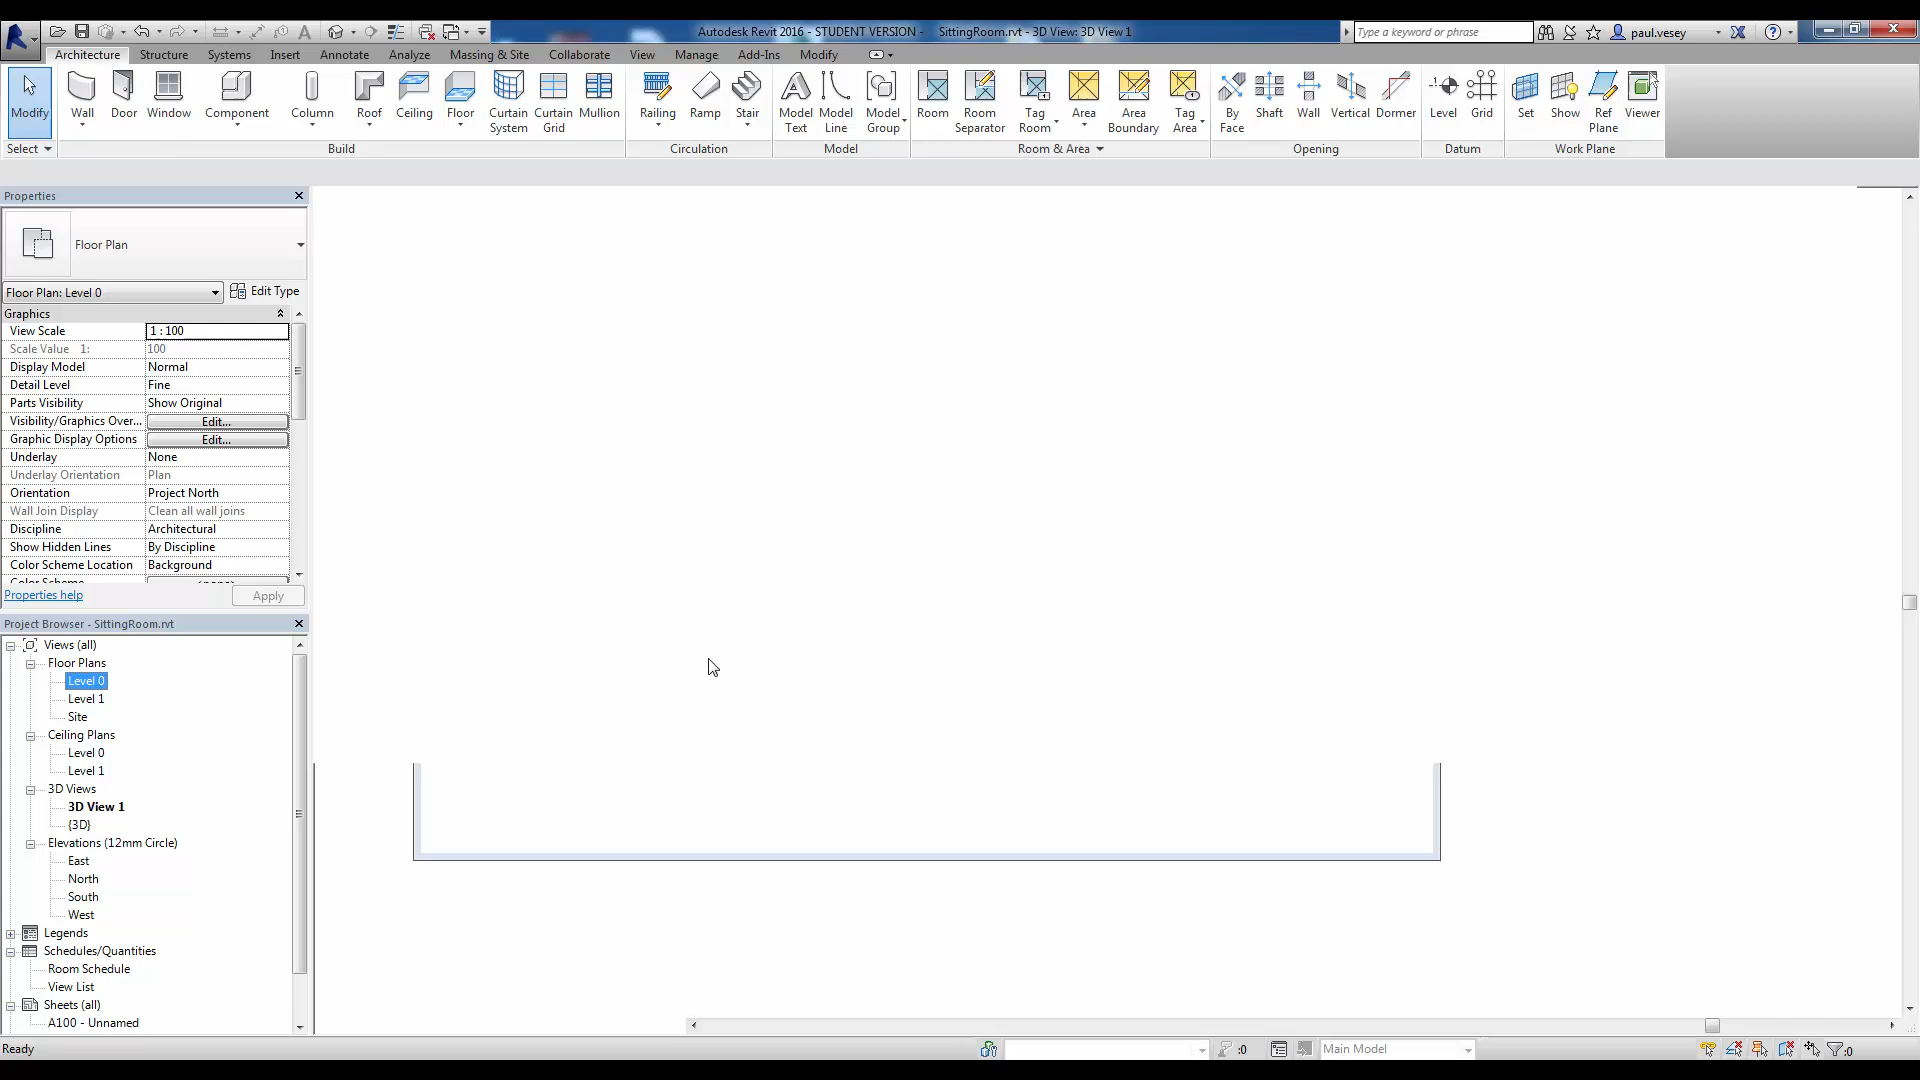 Autodesk Revit 2016 - STUDENT VERSION - SittingRoom.rvt - 3D View: 3D View 1
Type a keyword or phrase
paul.vesey
Architecture Structure Systems Insert Annotate Analyze Massing & Site Collaborate View Manage Add-Ins Modify
Modify Wall Door Window Component Column Roof Ceiling Floor Curtain System Curtain Grid Mullion Railing Ramp Stair Model Text Model Line Model Group Room Room Separator Tag Room Area Area Boundary Tag Area By Face Shaft Wall Vertical Dormer Level Grid Set Show Ref Plane Viewer
Select Build Circulation Model Room & Area Opening Datum Work Plane
Properties
Floor Plan
Floor Plan: Level 0 Edit Type
Graphics
View Scale 1 : 100
Scale Value 1: 100
Display Model Normal
Detail Level Fine
Parts Visibility Show Original
Visibility/Graphics Over... Edit...
Graphic Display Options Edit...
Underlay None
Underlay Orientation Plan
Orientation Project North
Wall Join Display Clean all wall joins
Discipline Architectural
Show Hidden Lines By Discipline
Color Scheme Location Background
Color Scheme <none>
Properties help Apply
Project Browser - SittingRoom.rvt
Views (all)
Floor Plans
Level 0
Level 1
Site
Ceiling Plans
Level 0
Level 1
3D Views
3D View 1
{3D}
Elevations (12mm Circle)
East
North
South
West
Legends
Schedules/Quantities
Room Schedule
View List
Sheets (all)
A100 - Unnamed
Ready :0 Main Model :0